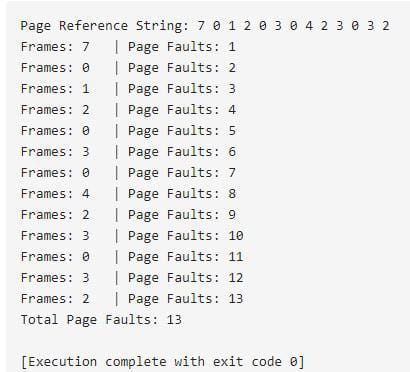 Page Reference String: 7 0 1 2 0 3 0 4 2 3 0 3 2
Frames: 7   | Page Faults: 1
Frames: 0   | Page Faults: 2
Frames: 1   | Page Faults: 3
Frames: 2   | Page Faults: 4
Frames: 0   | Page Faults: 5
Frames: 3   | Page Faults: 6
Frames: 0   | Page Faults: 7
Frames: 4   | Page Faults: 8
Frames: 2   | Page Faults: 9
Frames: 3   | Page Faults: 10
Frames: 0   | Page Faults: 11
Frames: 3   | Page Faults: 12
Frames: 2   | Page Faults: 13
Total Page Faults: 13
[Execution complete with exit code 0]